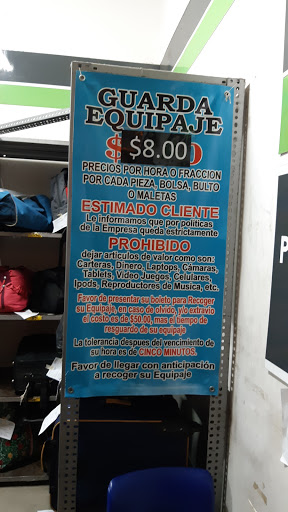 GUARDA
EQUIPAJE
$8.00
PRECIOS POR HORA O FRACCION
POR CADA PIEZA, BOLSA, BULTO
O MALETAS
ESTIMADO CLIENTE
Le informamos que por politicas
de la Empresa queda estrictamente
PROHIBIDO
dejar artículos de valor como son:
Carteras, Dinero, Laptops, Cámaras,
Tablets, Video Juegos, Celulares,
Ipods, Reproductores de Musica, etc.
Favor de presentar su boleto para Recoger
su Equipaje, en caso de olvido, y/o extravio
el costo es de $50.00, mas el tiempo de
resguardo de su equipaje
La tolerancia despues del vencimiento de
su hora es de CINCO MINUTOS.
Favor de llegar con anticipación
a recoger su Equipaje